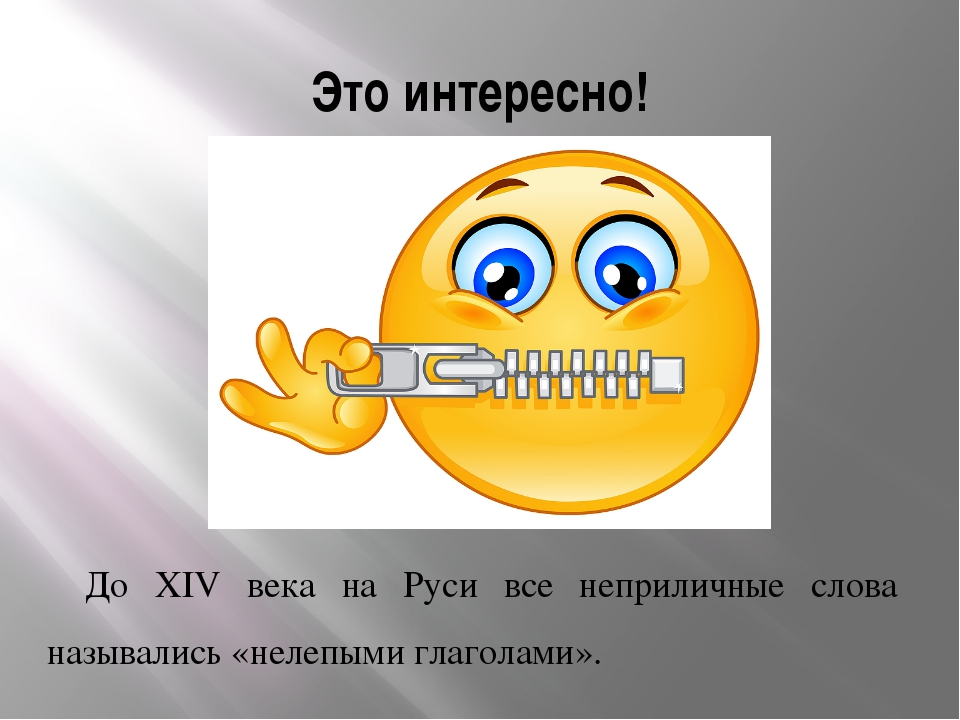 Это интересно!
До XIV века на Руси все неприличные слова
назывались «нелепыми глаголами».